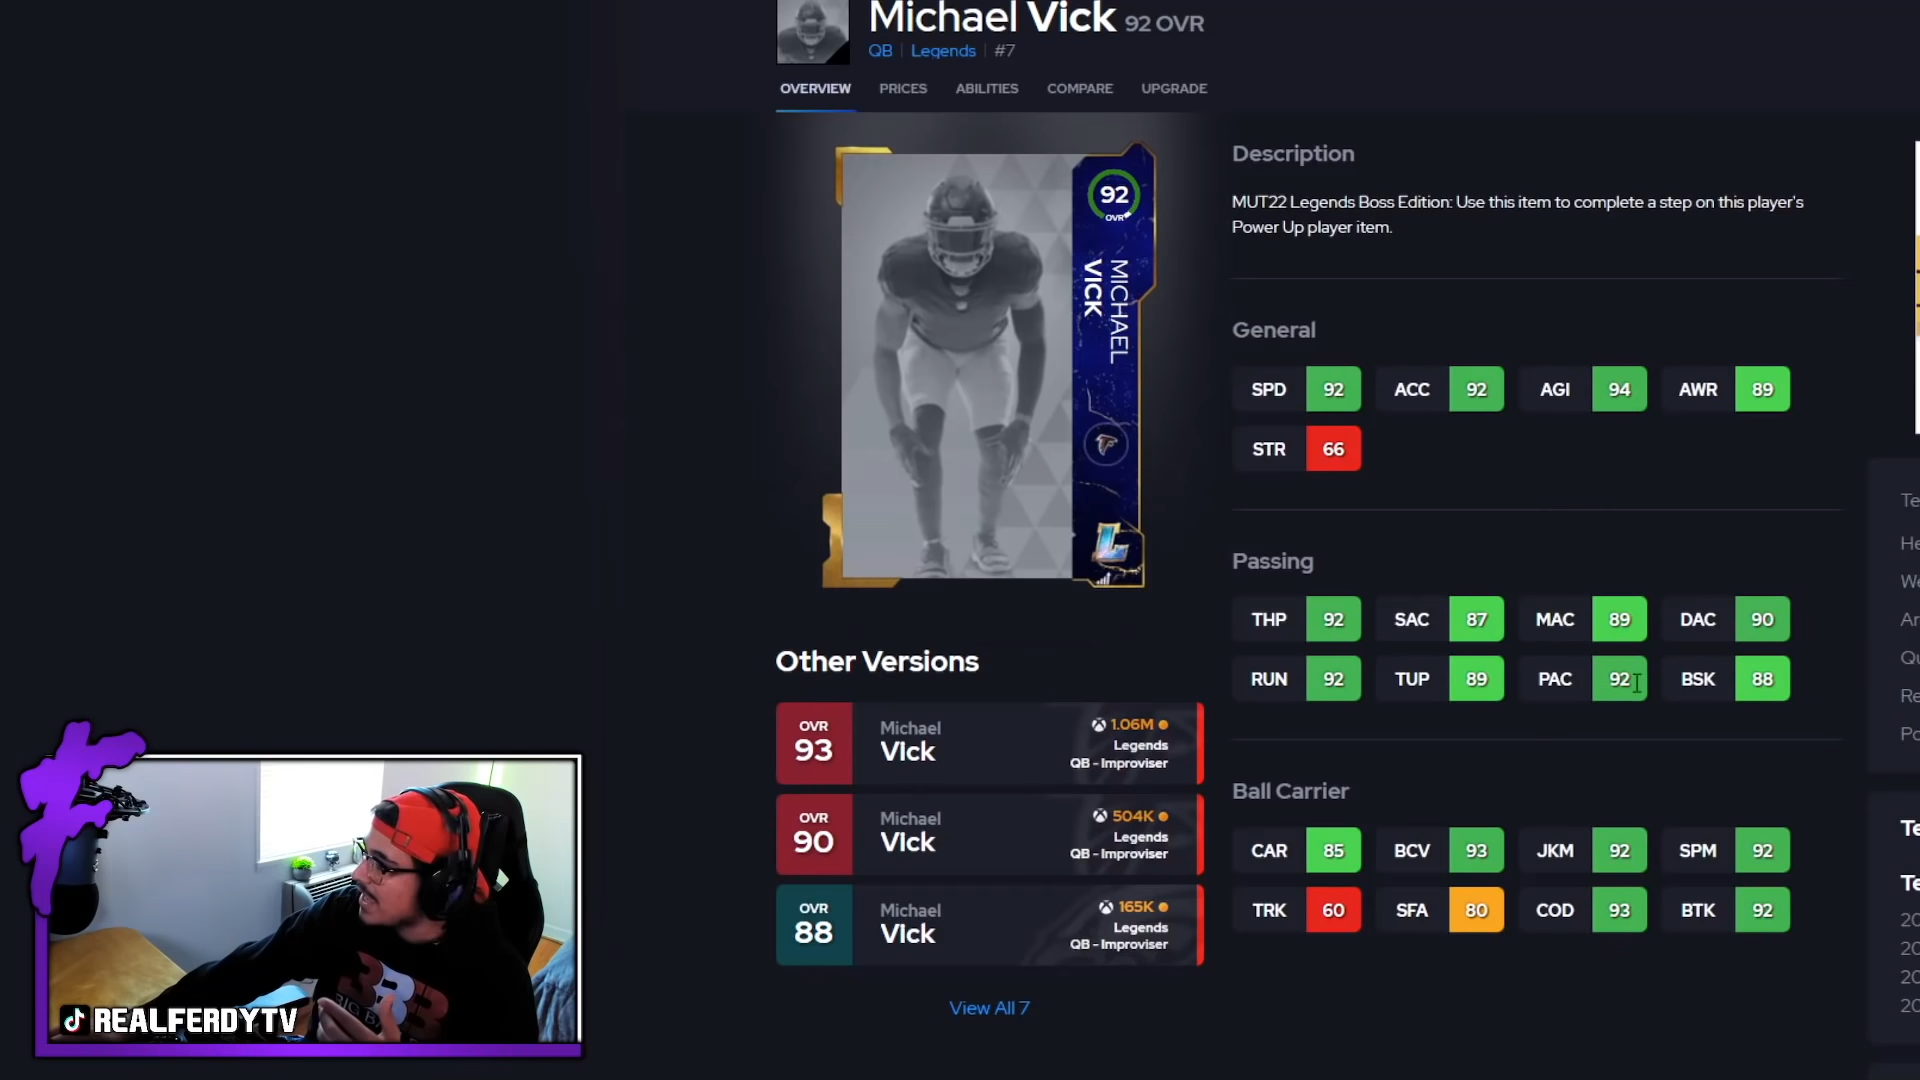 Michael Vick 92 OVR
QB | Legends | #7
OVERVIEW PRICES ABILITIES COMPARE UPGRADE
92
OVR
MICHAEL
VICK
L
Description
MUT22 Legends Boss Edition: Use this item to complete a step on this player's
Power Up player item.
General
SPD 92 ACC 92 AGI 94 AWR 89
STR 66
Passing
THP 92 SAC 87 MAC 89 DAC 90
RUN 92 TUP 89 PAC 92 BSK 88
Ball Carrier
CAR 85 BCV 93 JKM 92 SPM 92
TRK 60 SFA 80 COD 93 BTK 92
Other Versions
OVR
93
Michael
Vick
1.06M
Legends
QB - Improviser
OVR
90
Michael
Vick
504K
Legends
QB - Improviser
OVR
88
Michael
Vick
165K
Legends
QB - Improviser
View All 7
REALFERDYTV